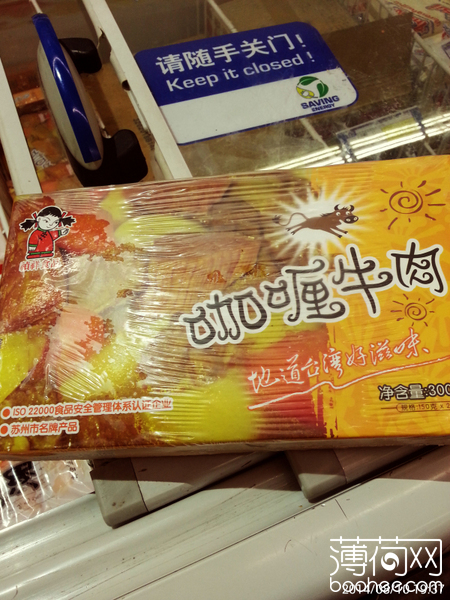 请随手关门!
Keep it closed!
SAVING
ENERGY
咖喱牛肉
地道台湾好滋味
净含量:300
ISO 22000食品安全管理体系认证企业
苏州市名牌产品
薄荷网
boohee.com